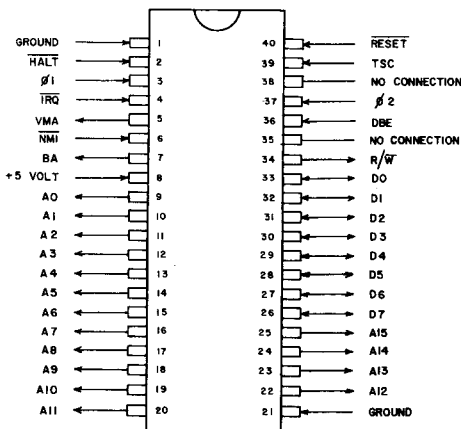 GROUND 1 40 R̅E̅S̅E̅T̅
H̅A̅L̅T̅ 2 39 TSC
Ø1 3 38 NO CONNECTION
I̅R̅Q̅ 4 37 Ø2
VMA 5 36 DBE
N̅M̅I̅ 6 35 NO CONNECTION
BA 7 34 R/W̅
+5 VOLT 8 33 D0
A0 9 32 D1
A1 10 31 D2
A2 11 30 D3
A3 12 29 D4
A4 13 28 D5
A5 14 27 D6
A6 15 26 D7
A7 16 25 A15
A8 17 24 A14
A9 18 23 A13
A10 19 22 A12
A11 20 21 GROUND